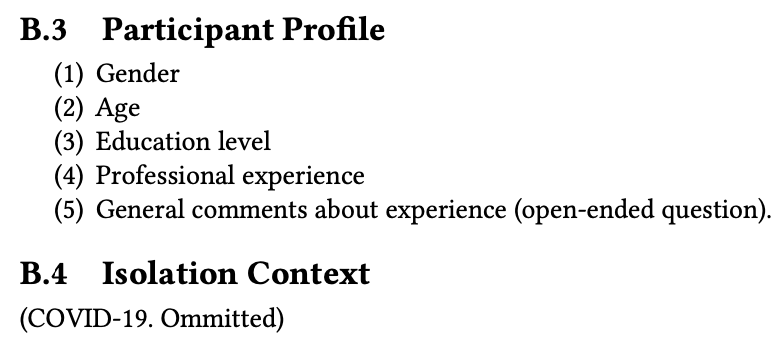 B.3 Participant Profile
(1) Gender
(2) Age
(3) Education level
(4) Professional experience
(5) General comments about experience (open-ended question).
B.4 Isolation Context
(COVID-19. Ommitted)